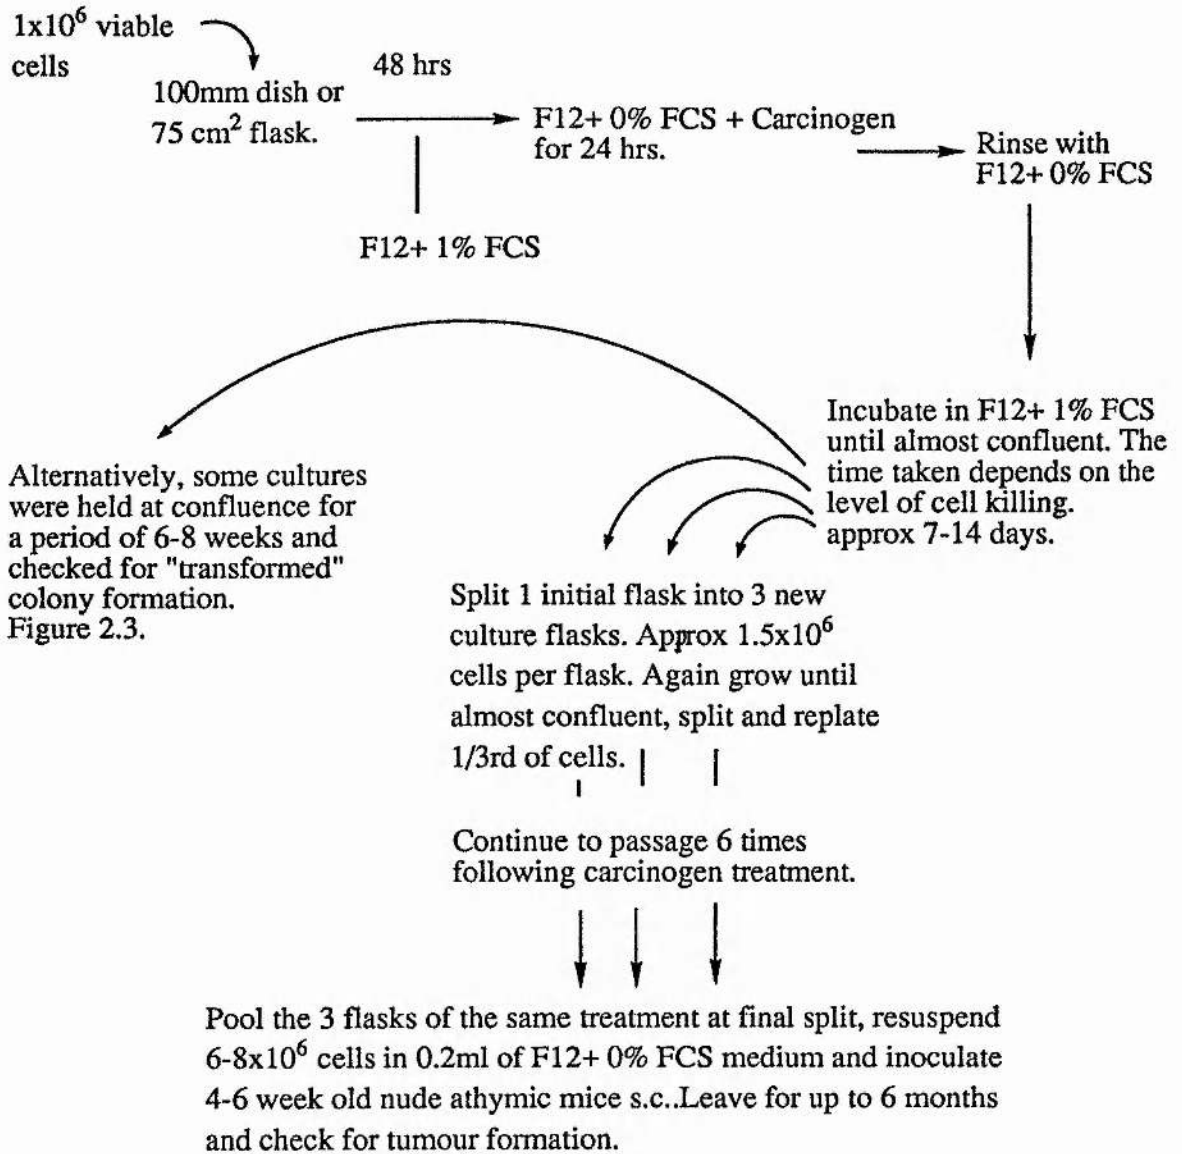 1x10⁶ viable
cells
48 hrs
100mm dish or
75 cm² flask.
F12+ 0% FCS + Carcinogen
for 24 hrs.
Rinse with
F12+ 0% FCS
F12+ 1% FCS
Incubate in F12+ 1% FCS
until almost confluent. The
time taken depends on the
level of cell killing.
approx 7-14 days.
Alternatively, some cultures
were held at confluence for
a period of 6-8 weeks and
checked for "transformed"
colony formation.
Figure 2.3.
Split 1 initial flask into 3 new
culture flasks. Approx 1.5x10⁶
cells per flask. Again grow until
almost confluent, split and replate
1/3rd of cells.
Continue to passage 6 times
following carcinogen treatment.
Pool the 3 flasks of the same treatment at final split, resuspend
6-8x10⁶ cells in 0.2ml of F12+ 0% FCS medium and inoculate
4-6 week old nude athymic mice s.c..Leave for up to 6 months
and check for tumour formation.